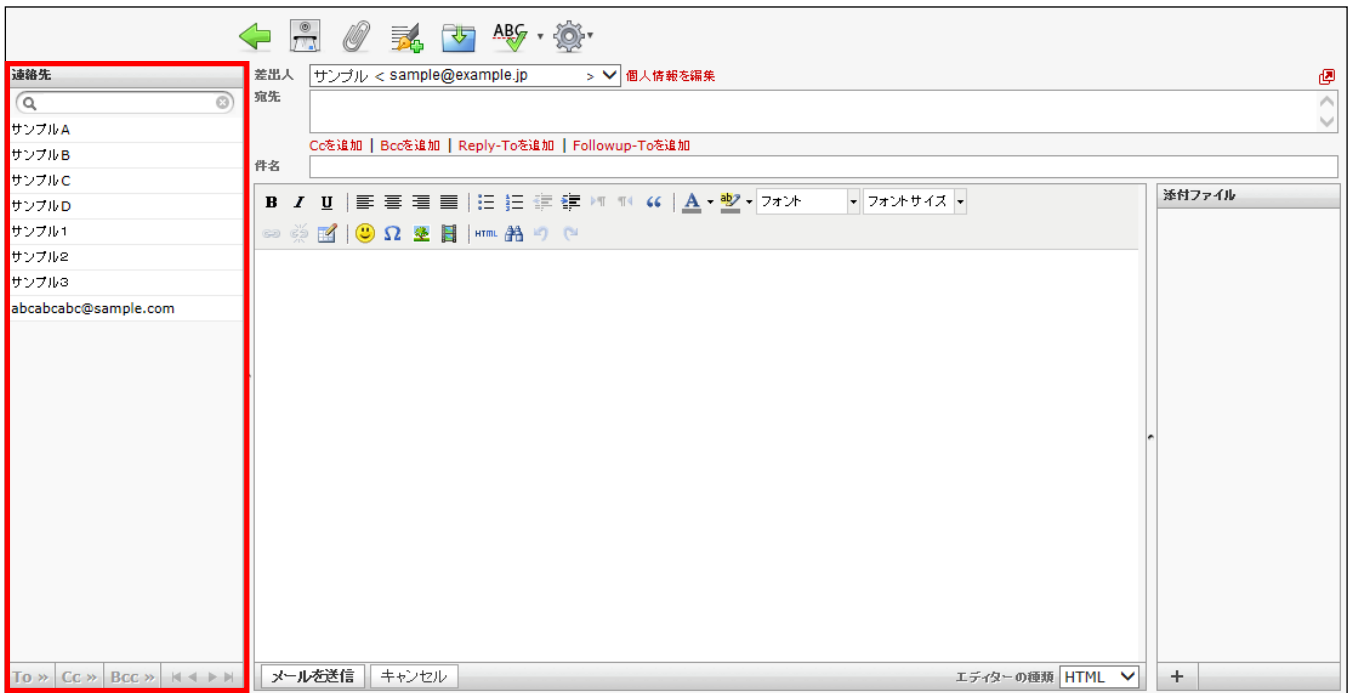 ABC
連絡先
サンプルA
サンプルB
サンプルC
サンプルD
サンプル1
サンプル2
サンプル3
abcabcabc@sample.com
To » Cc » Bcc »
差出人 サンプル < sample@example.jp > 個人情報を編集
宛先
Ccを追加 | Bccを追加 | Reply-Toを追加 | Followup-Toを追加
件名
B I U A ab フォント フォントサイズ
Ω HTML
メールを送信 キャンセル エディターの種類 HTML
添付ファイル
+